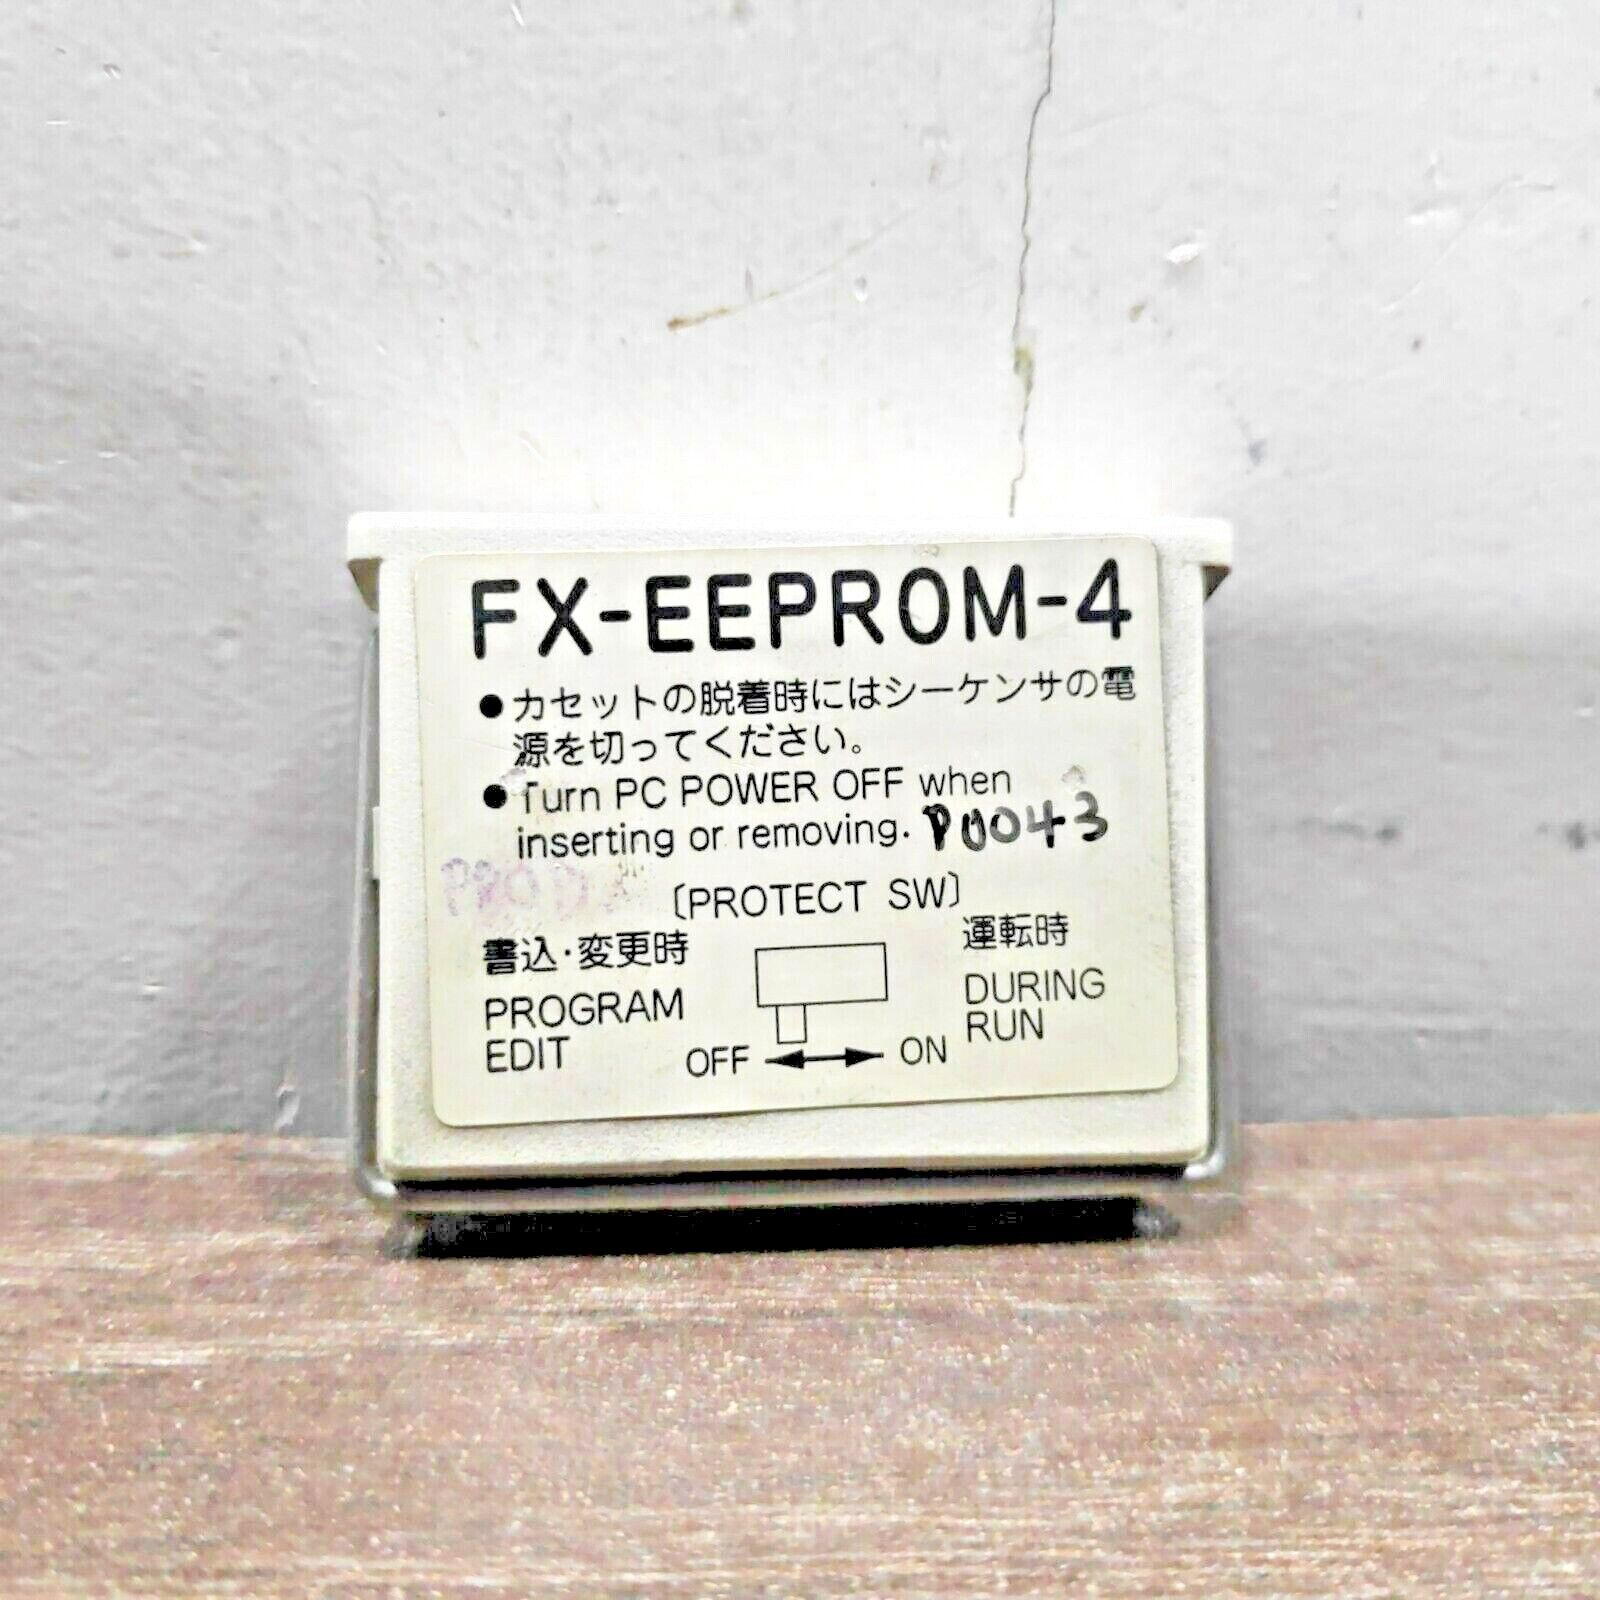 FX-EEPROM-4
●カセットの脱着時にはシーケンサの電
源を切ってください。
●Turn PC POWER OFF when
inserting or removing. P0043
PROD
〔PROTECT SW〕
書込・変更時
PROGRAM
EDIT
OFF ON
運転時
DURING
RUN